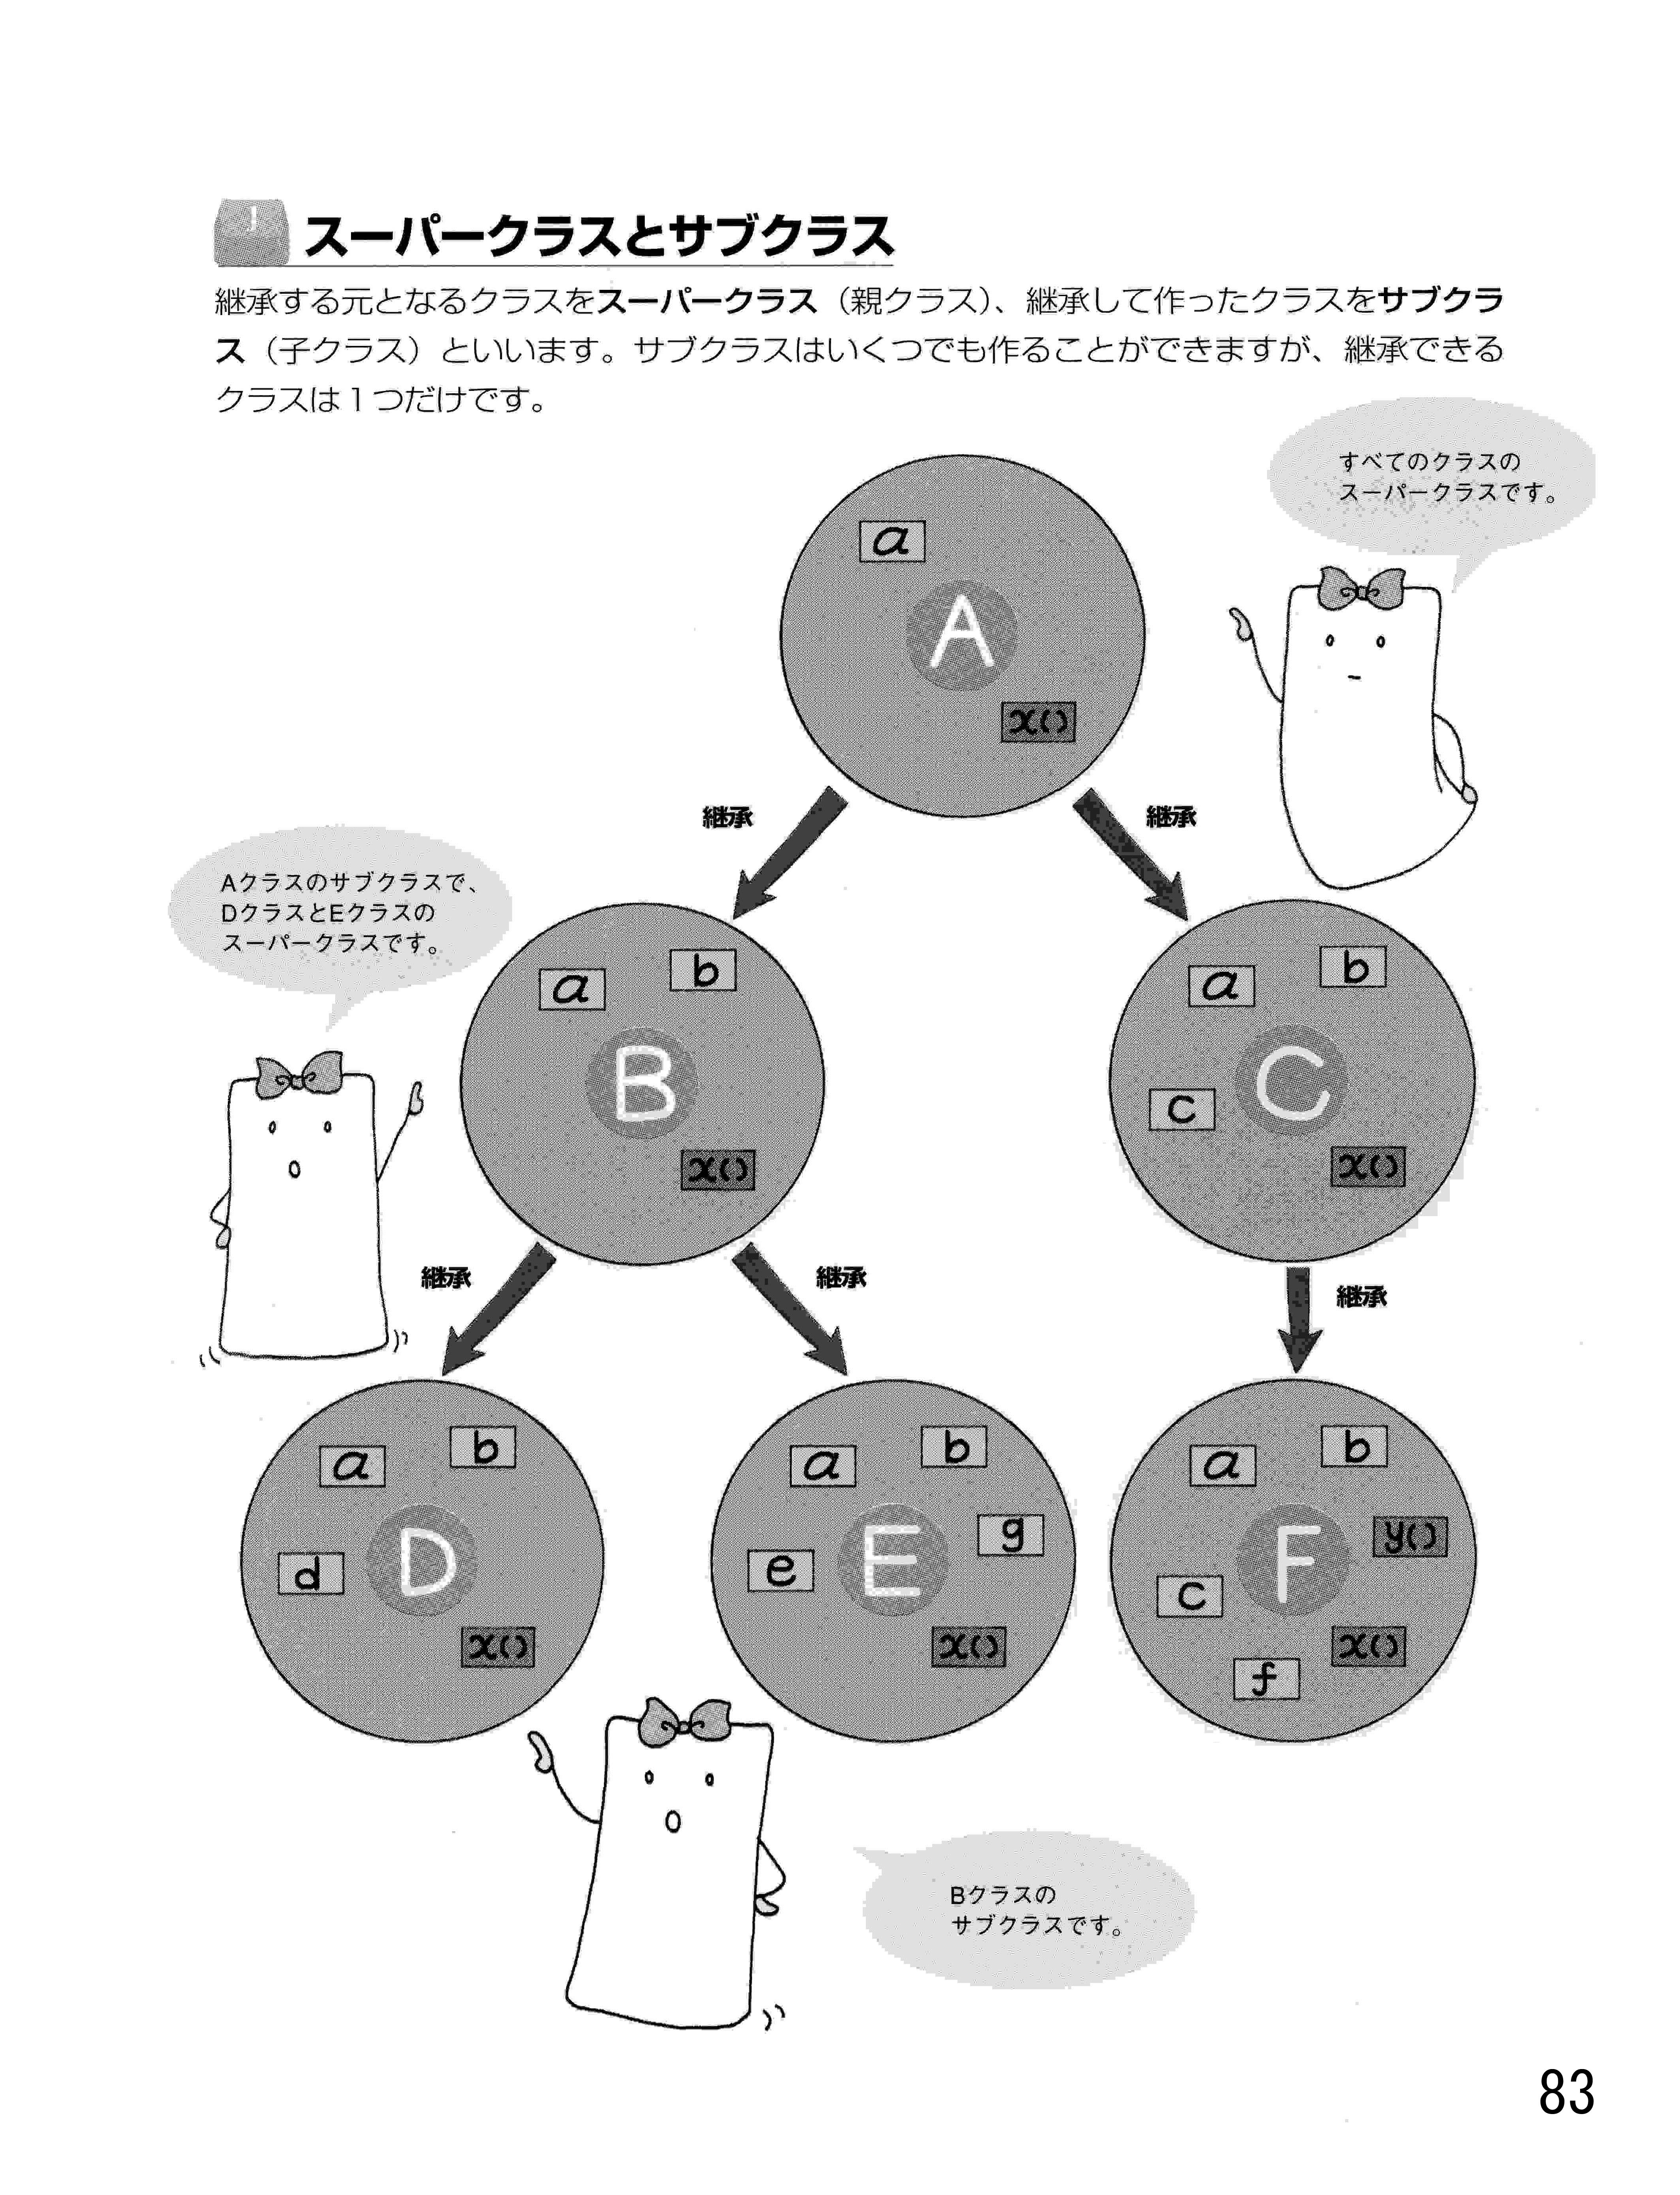 J
スーパークラスとサブクラス
継承する元となるクラスをスーパークラス（親クラス）、継承して作ったクラスをサブクラ
ス（子クラス）といいます。サブクラスはいくつでも作ることができますが、継承できる
クラスは１つだけです。
すべてのクラスの
スーパークラスです。
a
A
x()
継承
継承
Aクラスのサブクラスで、
DクラスとEクラスの
スーパークラスです。
a
b
B
x()
a
b
c
C
x()
継承
継承
継承
a
b
d
D
x()
a
b
g
e
E
x()
a
b
y()
c
F
x()
f
Bクラスの
サブクラスです。
83